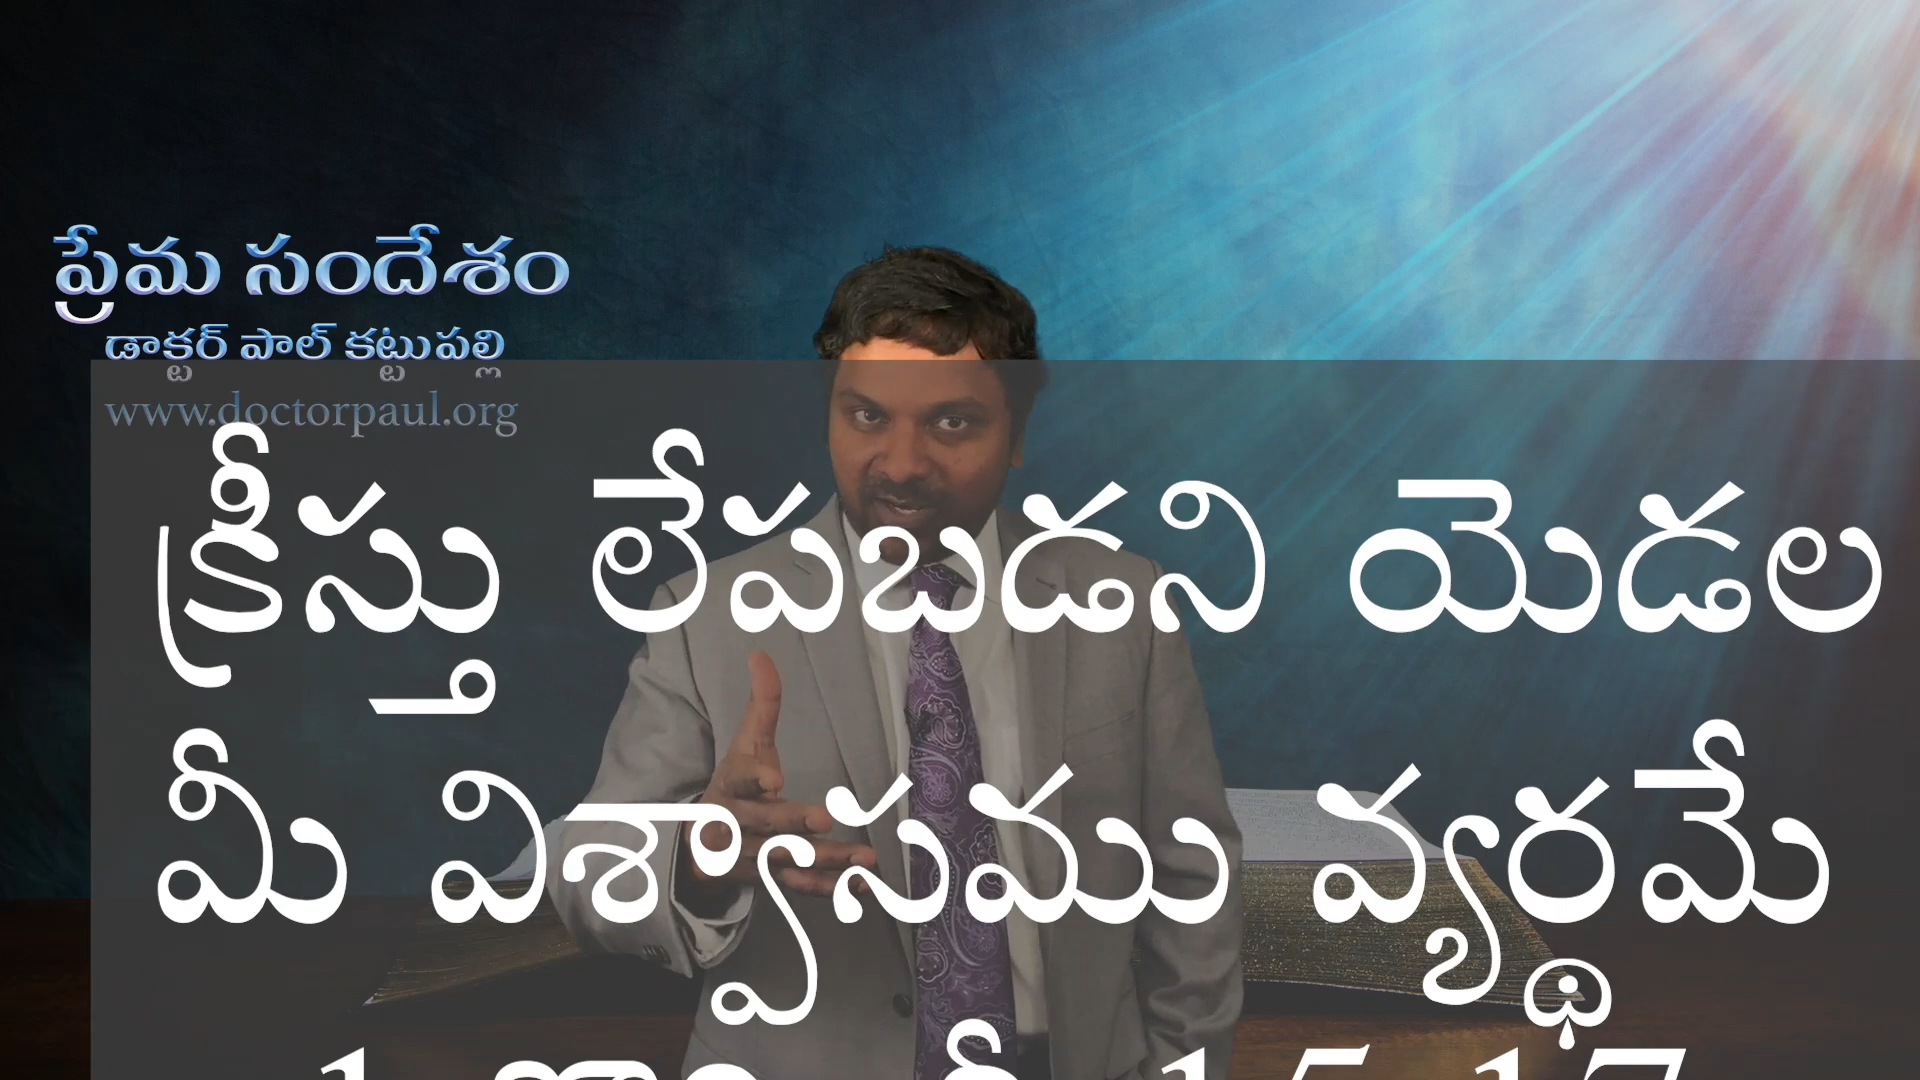 ప్రేమ సందేశం
డాక్టర్ పాల్ కట్టుపల్లి
www.doctorpaul.org
క్రీస్తు లేపబడని యెడల
మీ విశ్వాసము వ్యర్థమే